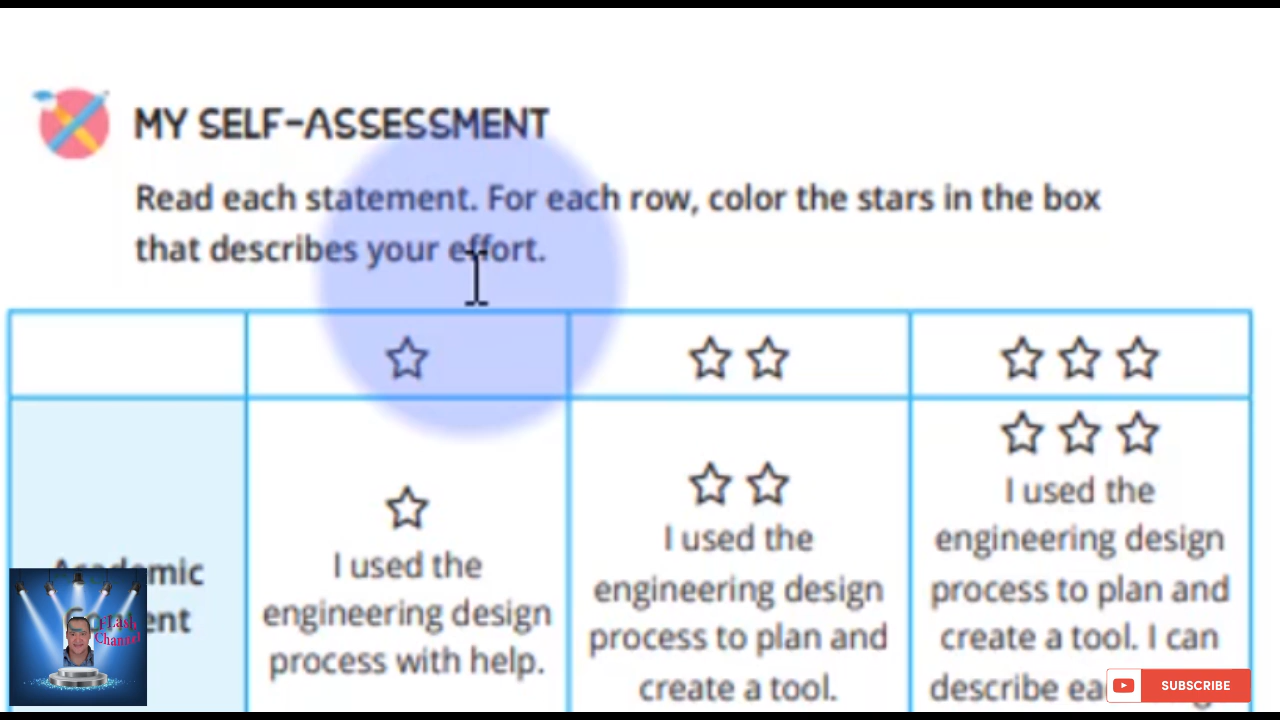 MY SELF-ASSESSMENT
Read each statement. For each row, color the stars in the box
that describes your effort.
I used the
engineering design
process with help.
I used the
engineering design
process to plan and
create a tool.
I used the
engineering design
process to plan and
create a tool. I can
describe
Flash
Chanel
SUBSCRIBE